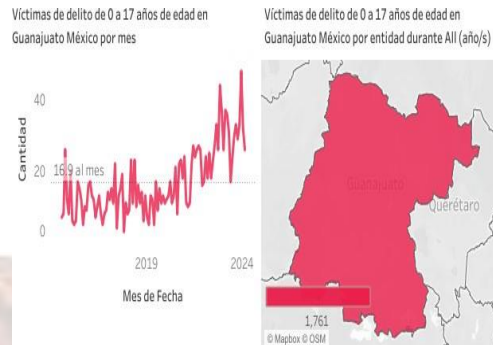 Víctimas de delito de 0 a 17 años de edad en
Guanajuato México por mes
Cantidad
40
20
0
16.9 al mes
2019
2024
Mes de Fecha
Víctimas de delito de 0 a 17 años de edad en
Guanajuato México por entidad durante All (año/s)
Guanajuato
Querétaro
1,761
© Mapbox © OSM